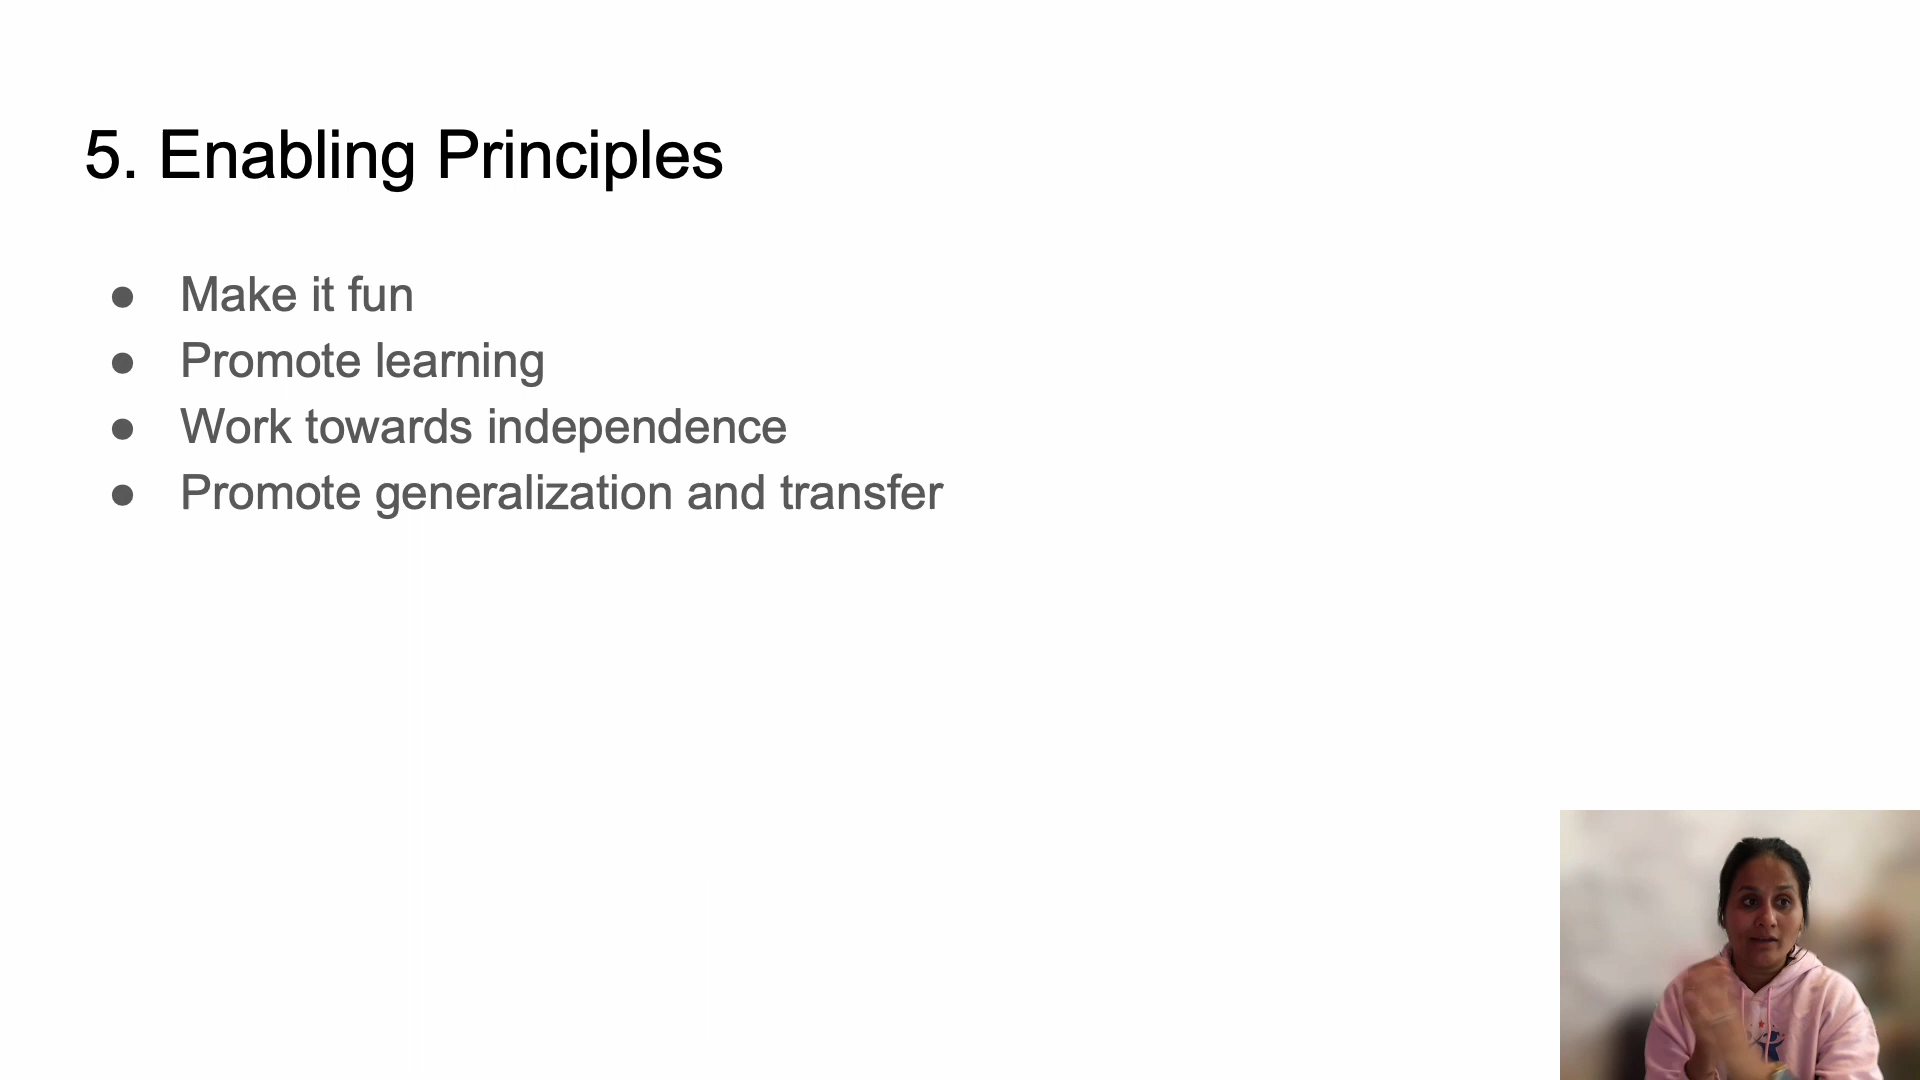 5. Enabling Principles
● Make it fun
● Promote learning
● Work towards independence
● Promote generalization and transfer